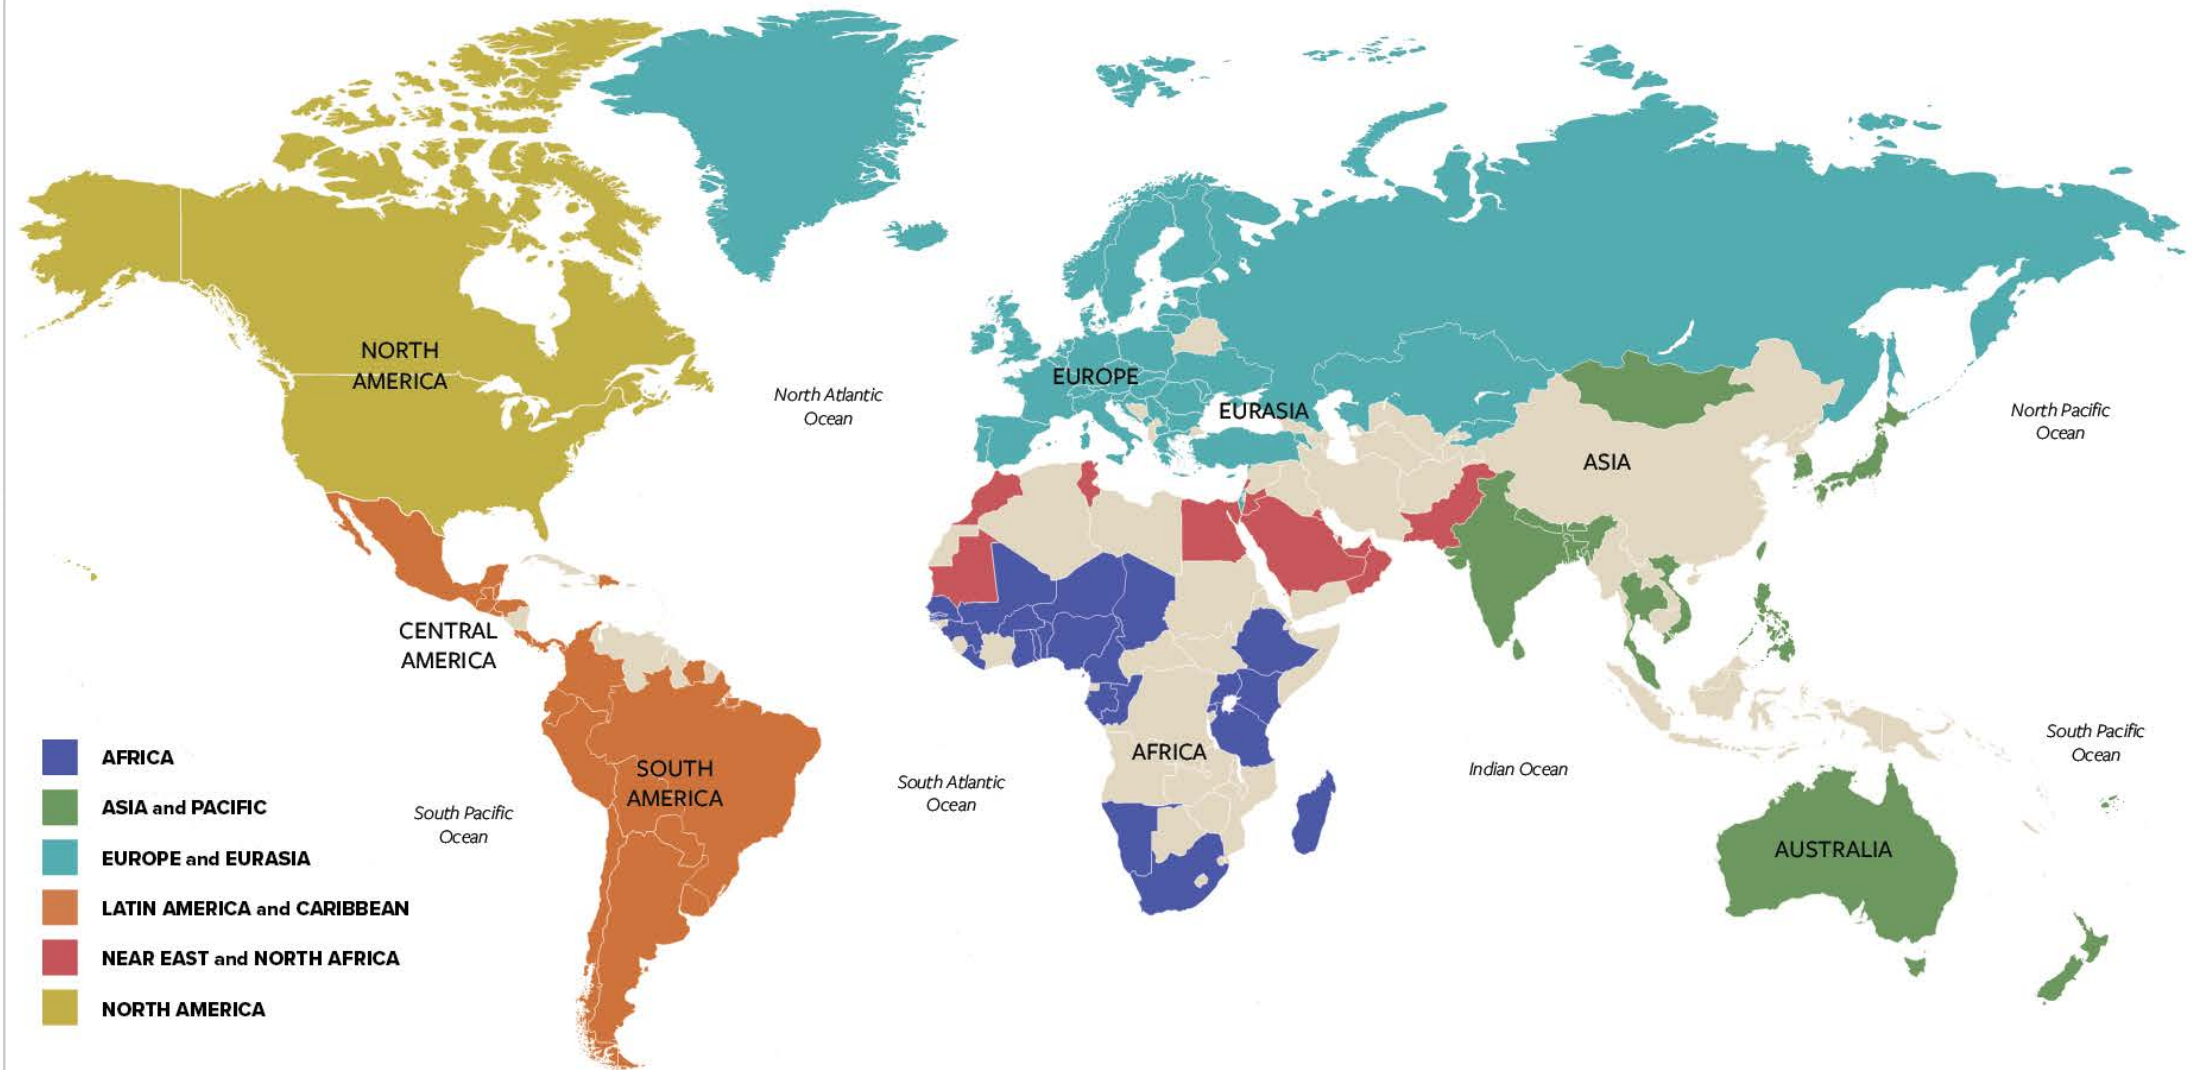 NORTH
AMERICA
North Atlantic
Ocean
EUROPE
EURASIA
North Pacific
Ocean
ASIA
CENTRAL
AMERICA
SOUTH
AMERICA
AFRICA
South Atlantic
Ocean
Indian Ocean
South Pacific
Ocean
South Pacific
Ocean
AUSTRALIA
AFRICA
ASIA and PACIFIC
EUROPE and EURASIA
LATIN AMERICA and CARIBBEAN
NEAR EAST and NORTH AFRICA
NORTH AMERICA